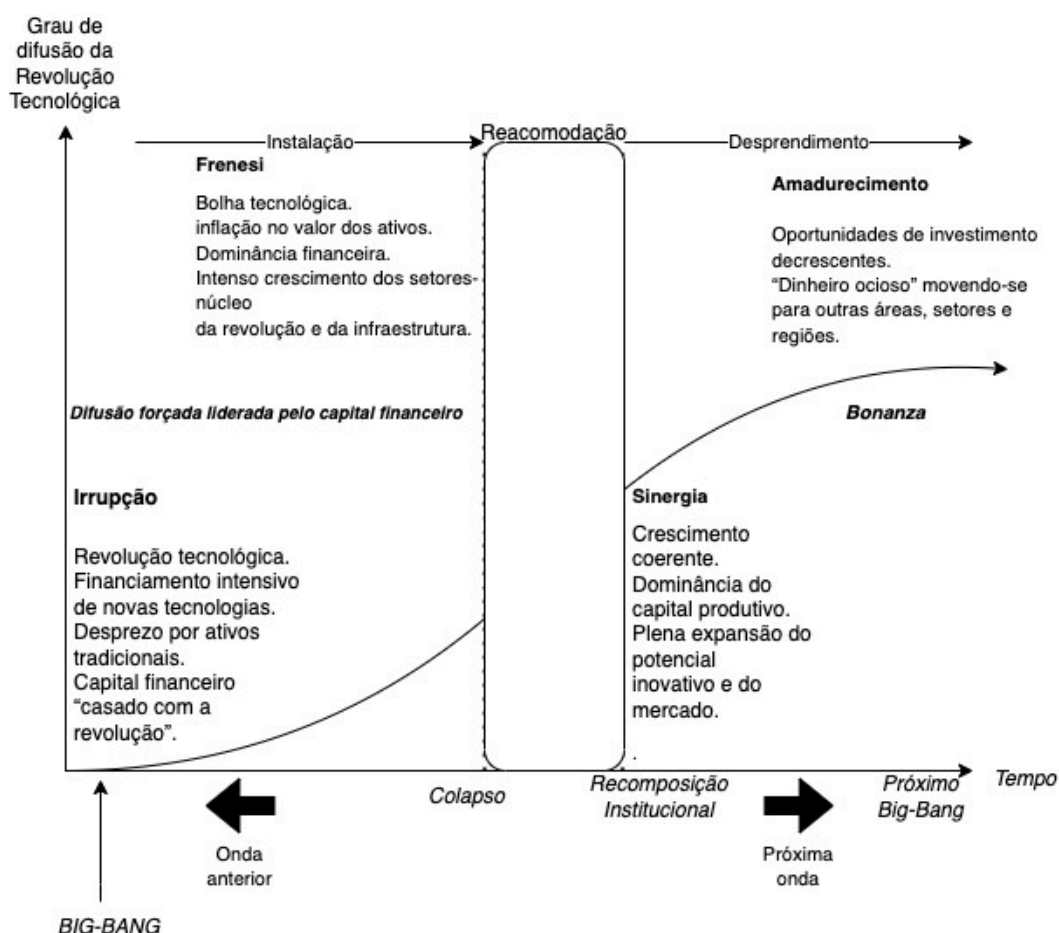 Grau de
difusão da
Revolução
Tecnológica
Instalação
Reacomodação
Desprendimento
Frenesi
Bolha tecnológica.
inflação no valor dos ativos.
Dominância financeira.
Intenso crescimento dos setores-
núcleo
da revolução e da infraestrutura.
Amadurecimento
Oportunidades de investimento
decrescentes.
“Dinheiro ocioso” movendo-se
para outras áreas, setores e
regiões.
Difusão forçada liderada pelo capital financeiro
Bonanza
Irrupção
Revolução tecnológica.
Financiamento intensivo
de novas tecnologias.
Desprezo por ativos
tradicionais.
Capital financeiro
“casado com a
revolução”.
Sinergia
Crescimento
coerente.
Dominância do
capital produtivo.
Plena expansão do
potencial
inovativo e do
mercado.
.
Colapso
Recomposição
Institucional
Próximo
Big-Bang
Tempo
Onda
anterior
Próxima
onda
BIG-BANG